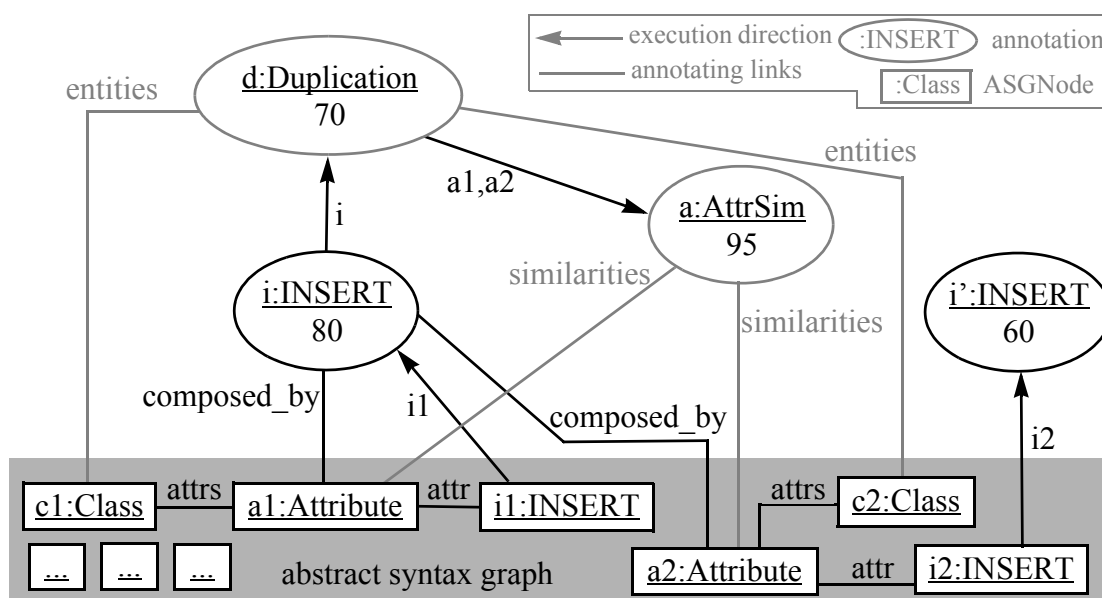 execution direction
:INSERT
annotation
annotating links
:Class
ASGNode
entities
d:Duplication
70
entities
a1,a2
a:AttrSim
95
i
similarities
i:INSERT
80
i':INSERT
60
similarities
composed_by
i1
composed_by
i2
c1:Class
attrs
a1:Attribute
attr
i1:INSERT
attrs
c2:Class
...
...
...
abstract syntax graph
a2:Attribute
attr
i2:INSERT